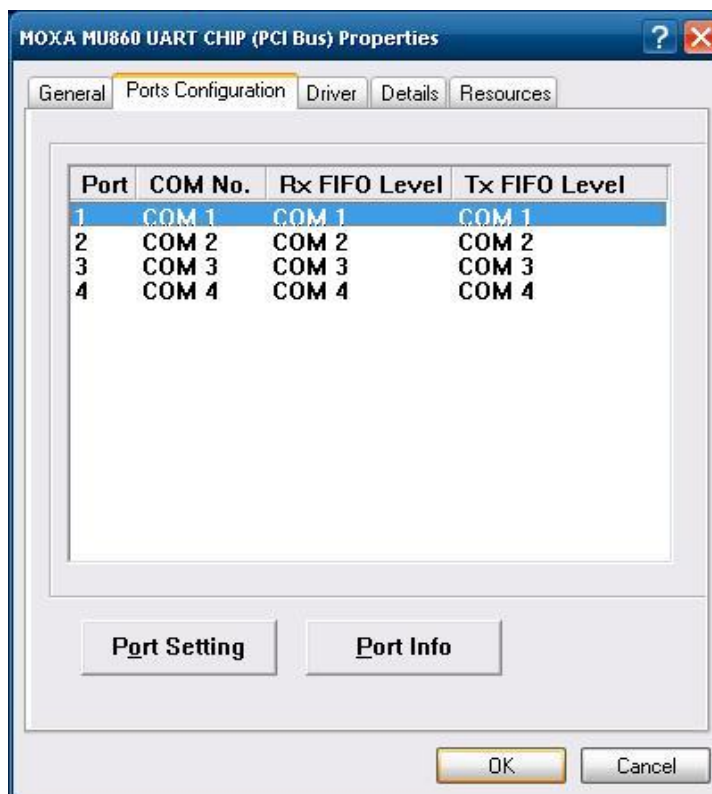 MOXA MU860 UART CHIP (PCI Bus) Properties
General Ports Configuration Driver Details Resources
Port COM No. Rx FIFO Level Tx FIFO Level
1 COM 1 COM 1 COM 1
2 COM 2 COM 2 COM 2
3 COM 3 COM 3 COM 3
4 COM 4 COM 4 COM 4
Port Setting Port Info
OK Cancel